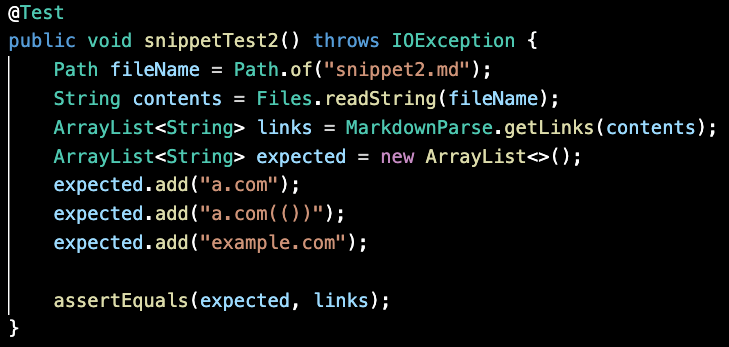 @Test
public void snippetTest2() throws IOException {
    Path fileName = Path.of("snippet2.md");
    String contents = Files.readString(fileName);
    ArrayList<String> links = MarkdownParse.getLinks(contents);
    ArrayList<String> expected = new ArrayList<>();
    expected.add("a.com");
    expected.add("a.com(())");
    expected.add("example.com");

    assertEquals(expected, links);
}